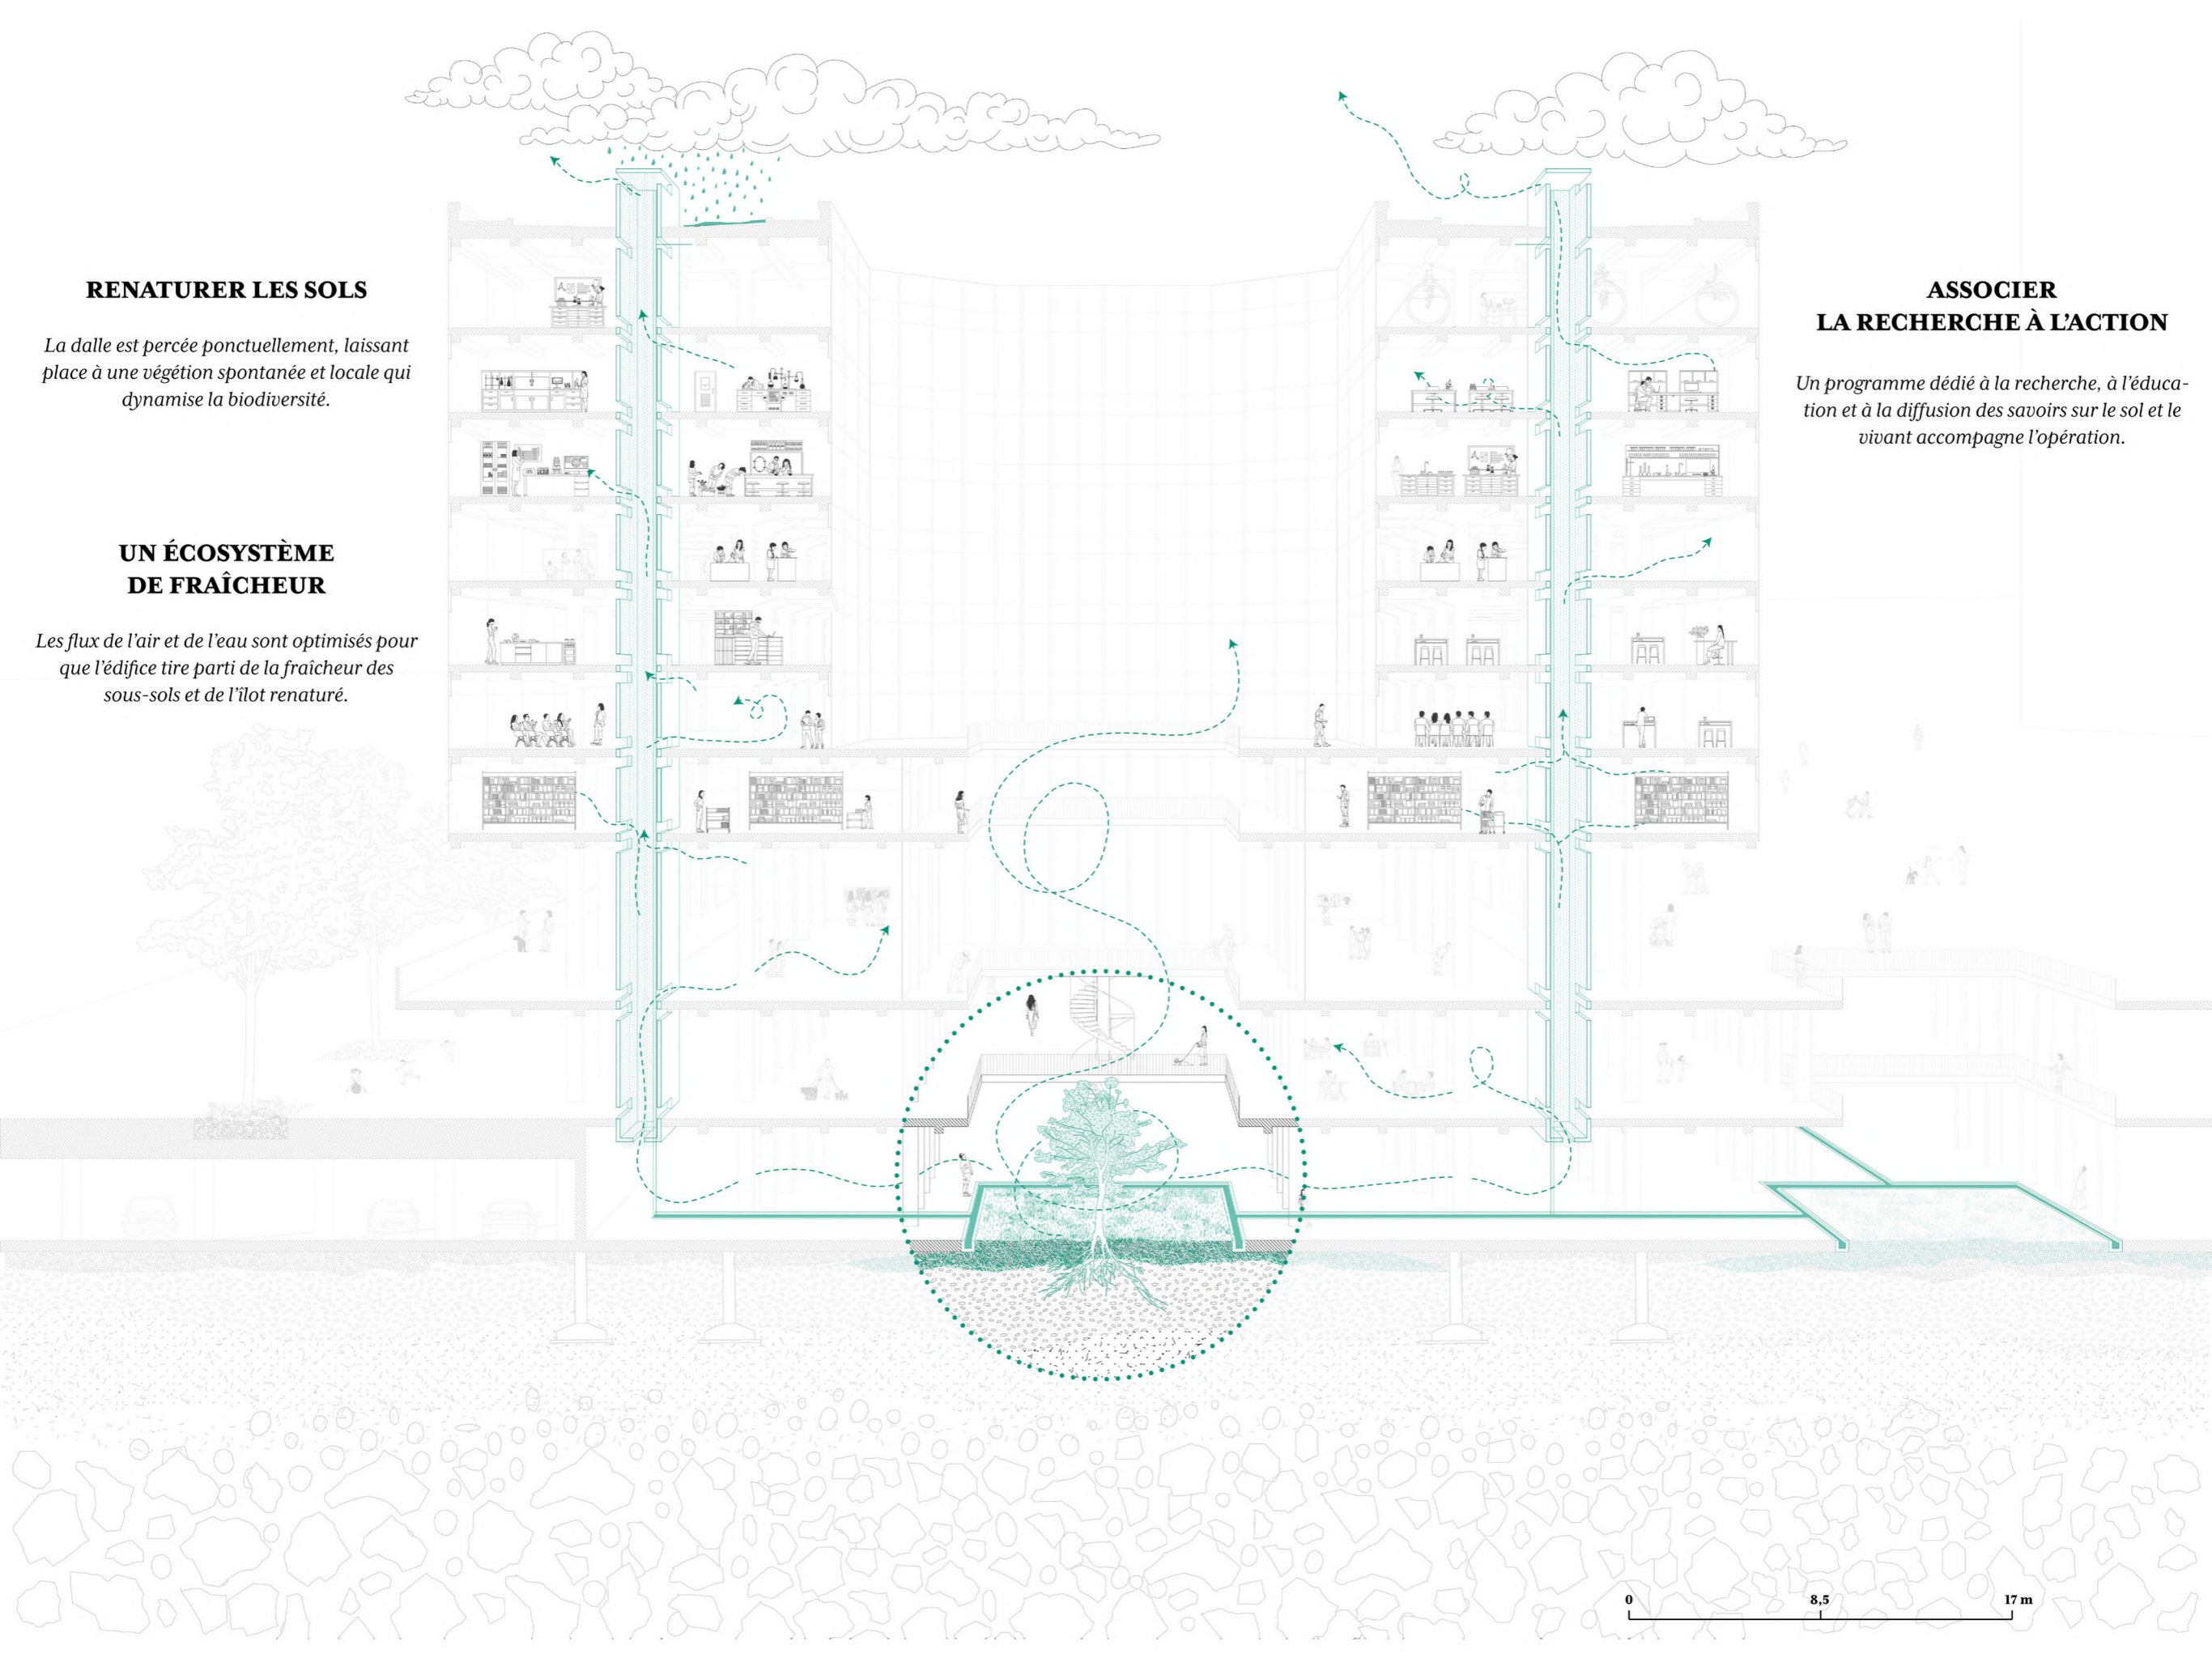 RENATURER LES SOLS
La dalle est percée ponctuellement, laissant
place à une végétion spontanée et locale qui
dynamise la biodiversité.
UN ÉCOSYSTÈME
DE FRAÎCHEUR
Les flux de l'air et de l'eau sont optimisés pour
que l'édifice tire parti de la fraîcheur des
sous-sols et de l'îlot renaturé.
ASSOCIER
LA RECHERCHE À L'ACTION
Un programme dédié à la recherche, à l'éduca-
tion et à la diffusion des savoirs sur le sol et le
vivant accompagne l'opération.
0 8,5 17 m